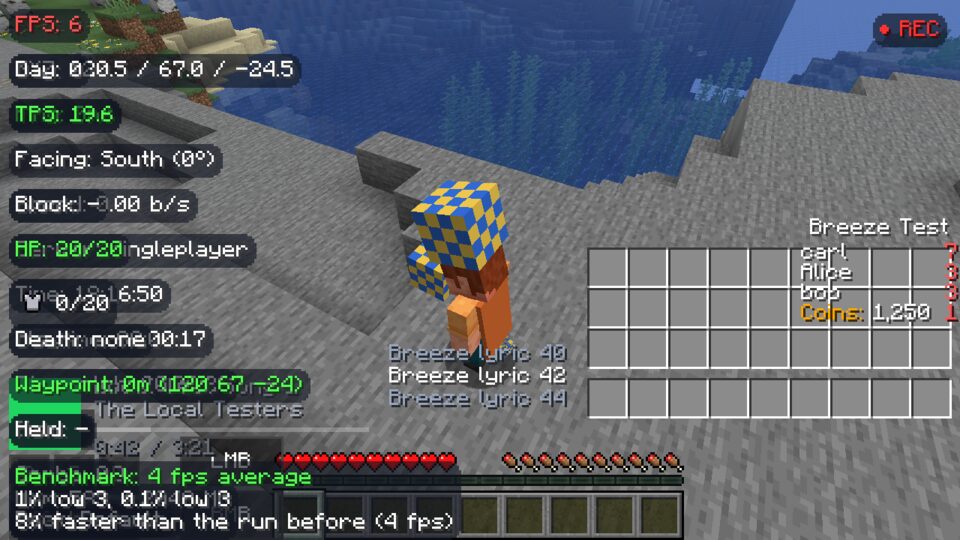 FPS: 6
REC
Day: 020.5 / 67.0 / -24.5
TPS: 19.6
Facing: South (0°)
Block: -.00 b/s
HP: 20/20 ingleplayer
Breeze Test
carl 7
Alice 3
bob 3
Coins: 1,250 1
0/20 6:50
Death: none 00:17
Breeze lyric 40
Breeze lyric 42
Breeze lyric 44
Waypoint: 0m (120 67 -24)
The Local Testers
Held: -
0:42 / 3:21
LMB
Benchmark: 4 fps average
1% low 3, 0.1% low 3
8% faster than the run before (4 fps)